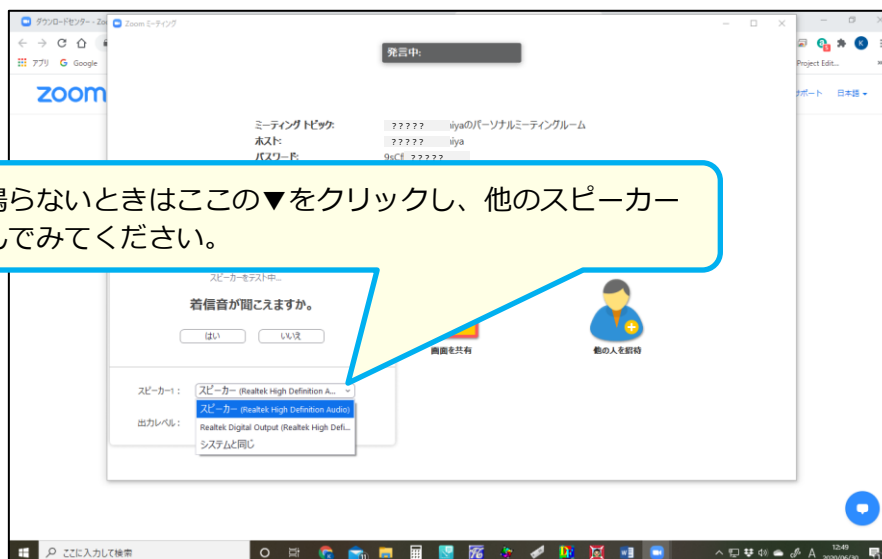 ダウンロードセンター - Zo
Zoom ミーティング
アプリ
Google
Project Edit...
発言中:
zoom
サポート 日本語
ミーティング トピック: ????? iyaのパーソナルミーティングルーム
ホスト: ????? iya
パスワード: 9sCf ?????
鳴らないときはここの▼をクリックし、他のスピーカー
んでみてください。
スピーカーをテスト中...
着信音が聞こえますか。
はい いいえ
画面を共有
他の人を招待
スピーカー1: スピーカー (Realtek High Definition A...
スピーカー (Realtek High Definition Audio)
出力レベル:
Realtek Digital Output (Realtek High Defi...
システムと同じ
ここに入力して検索
A
12:49
2020/06/30